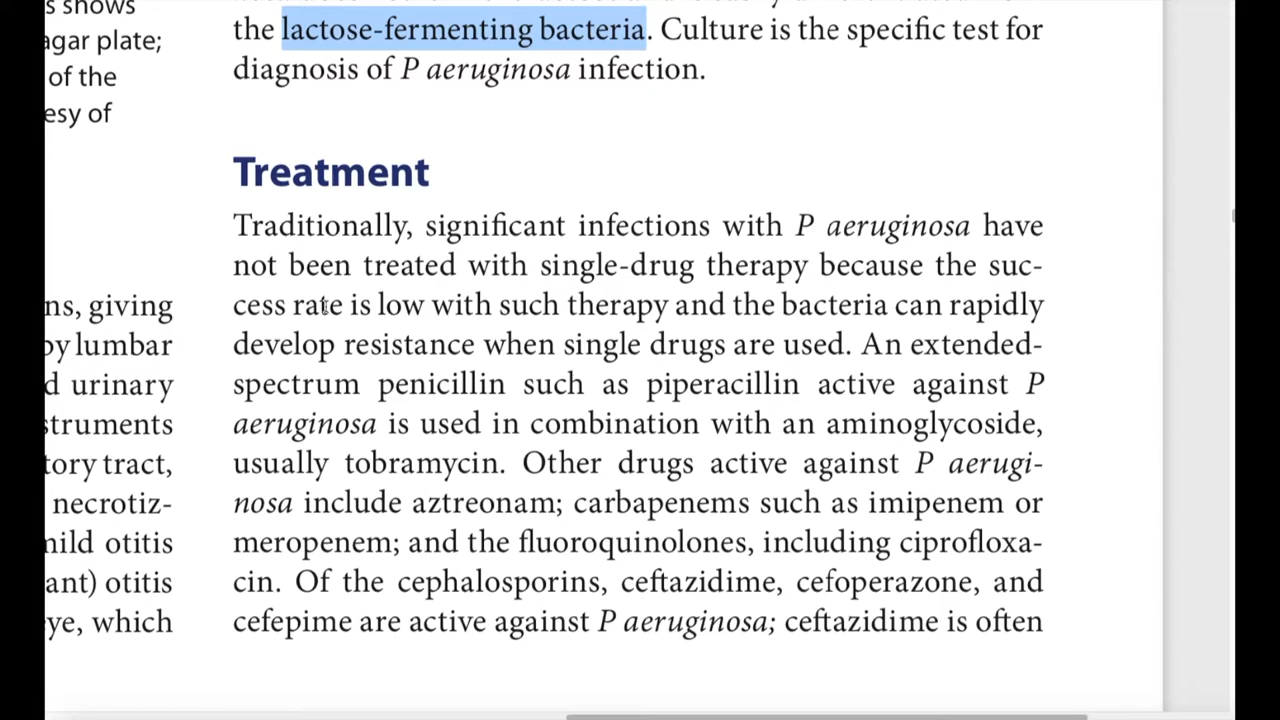 s shows
agar plate;
of the
esy of
ns, giving
by lumbar
d urinary
struments
tory tract,
necrotiz-
mild otitis
ant) otitis
ye, which
the lactose-fermenting bacteria. Culture is the specific test for
diagnosis of P aeruginosa infection.
Treatment
Traditionally, significant infections with P aeruginosa have
not been treated with single-drug therapy because the suc-
cess rate is low with such therapy and the bacteria can rapidly
develop resistance when single drugs are used. An extended-
spectrum penicillin such as piperacillin active against P
aeruginosa is used in combination with an aminoglycoside,
usually tobramycin. Other drugs active against P aerugi-
nosa include aztreonam; carbapenems such as imipenem or
meropenem; and the fluoroquinolones, including ciprofloxa-
cin. Of the cephalosporins, ceftazidime, cefoperazone, and
cefepime are active against P aeruginosa; ceftazidime is often